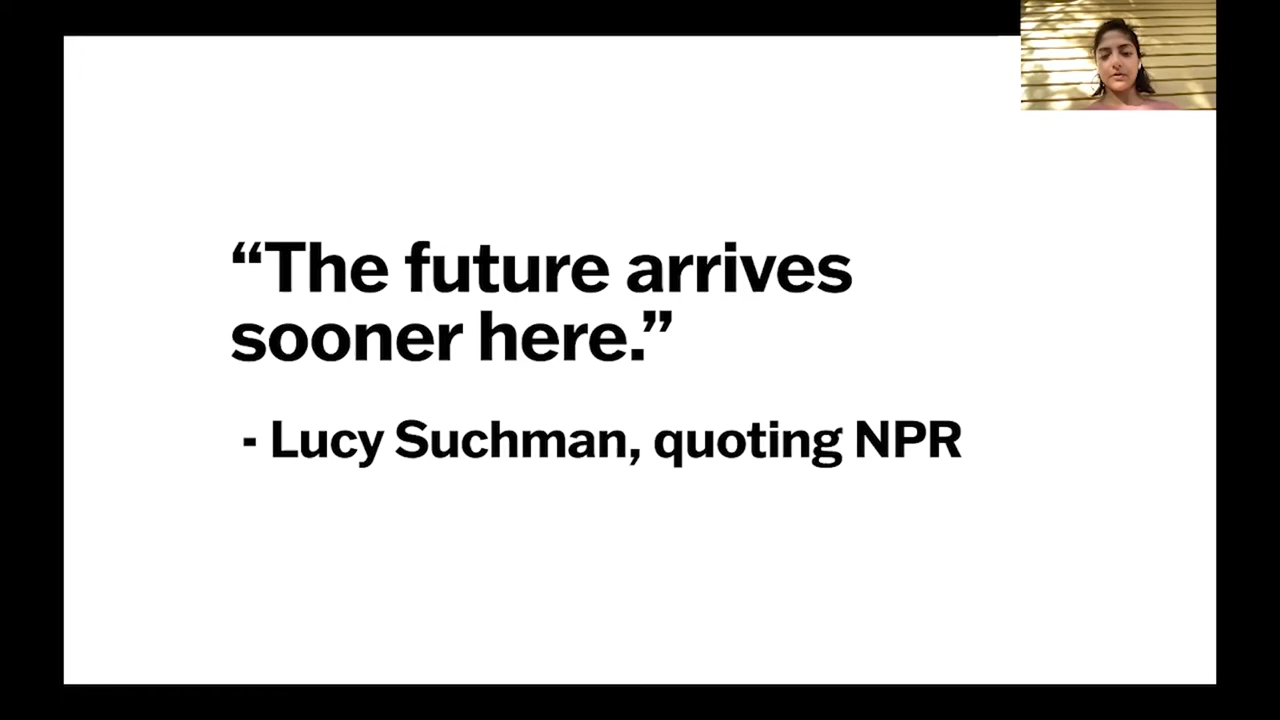 “The future arrives
sooner here.”
- Lucy Suchman, quoting NPR